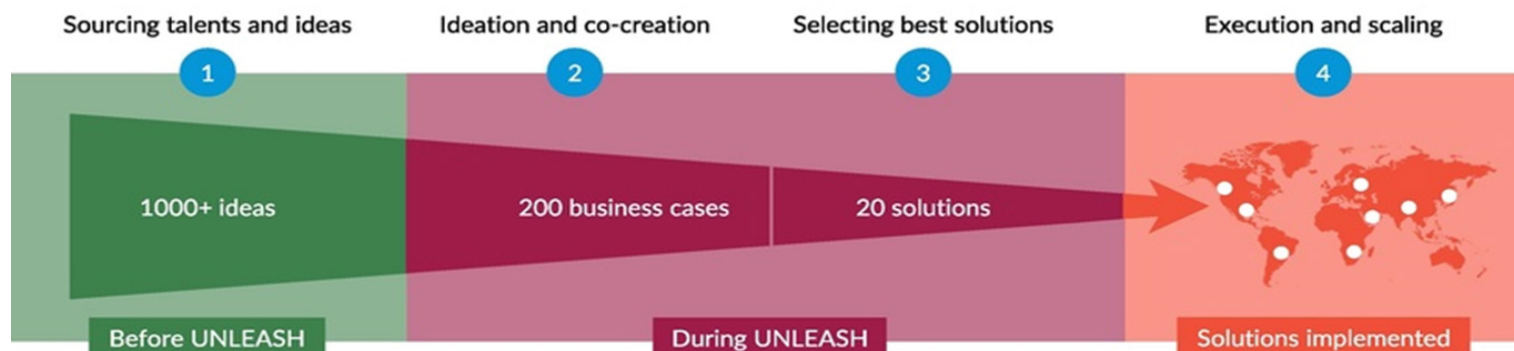 Sourcing talents and ideas
Ideation and co-creation
Selecting best solutions
Execution and scaling
1
2
3
4
1000+ ideas
200 business cases
20 solutions
Before UNLEASH
During UNLEASH
Solutions implemented